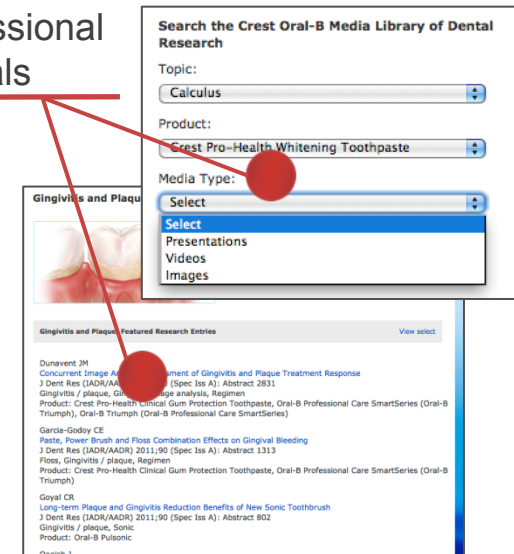 ssional
als
Search the Crest Oral-B Media Library of Dental
Research
Topic:
Calculus
Product:
Crest Pro-Health Whitening Toothpaste
Media Type:
Select
Select
Presentations
Videos
Images
Gingivitis and Plaqu
Gingivitis and Plaque: Featured Research Entries
View select
Dunavent JM
Concurrent Image A ment of Gingivitis and Plaque Treatment Response
J Dent Res (IADR/AA (Spec Iss A): Abstract 2831
Gingivitis / plaque, Gin age analysis, Regimen
Product: Crest Pro-Health Clinical Gum Protection Toothpaste, Oral-B Professional Care SmartSeries (Oral-B
Triumph), Oral-B Triumph (Oral-B Professional Care SmartSeries)
Garcia-Godoy CE
Paste, Power Brush and Floss Combination Effects on Gingival Bleeding
J Dent Res (IADR/AADR) 2011;90 (Spec Iss A): Abstract 1313
Floss, Gingivitis / plaque, Regimen
Product: Crest Pro-Health Clinical Gum Protection Toothpaste, Oral-B Professional Care SmartSeries (Oral-B
Triumph)
Goyal CR
Long-term Plaque and Gingivitis Reduction Benefits of New Sonic Toothbrush
J Dent Res (IADR/AADR) 2011;90 (Spec Iss A): Abstract 802
Gingivitis / plaque, Sonic
Product: Oral-B Pulsonic